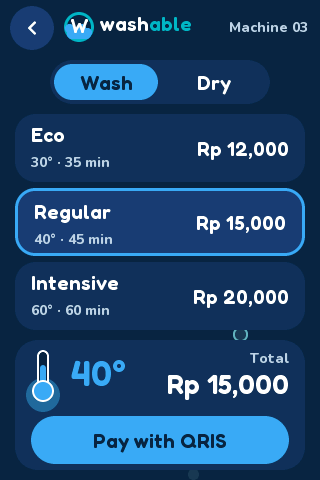 W washable
Machine 03
Wash
Dry
Eco
30° · 35 min
Rp 12,000
Regular
40° · 45 min
Rp 15,000
Intensive
60° · 60 min
Rp 20,000
40°
Total
Rp 15,000
Pay with QRIS